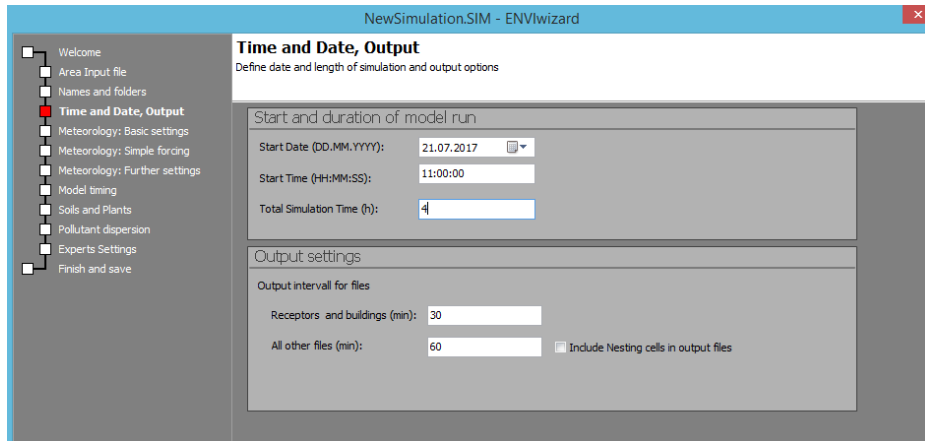 NewSimulation.SIM - ENVIwizard
Welcome
Area Input file
Names and folders
Time and Date, Output
Meteorology: Basic settings
Meteorology: Simple forcing
Meteorology: Further settings
Model timing
Soils and Plants
Pollutant dispersion
Experts Settings
Finish and save
Time and Date, Output
Define date and length of simulation and output options
Start and duration of model run
Start Date (DD.MM.YYYY): 21.07.2017
Start Time (HH:MM:SS): 11:00:00
Total Simulation Time (h): 4
Output settings
Output intervall for files
Receptors and buildings (min): 30
All other files (min): 60 Include Nesting cells in output files